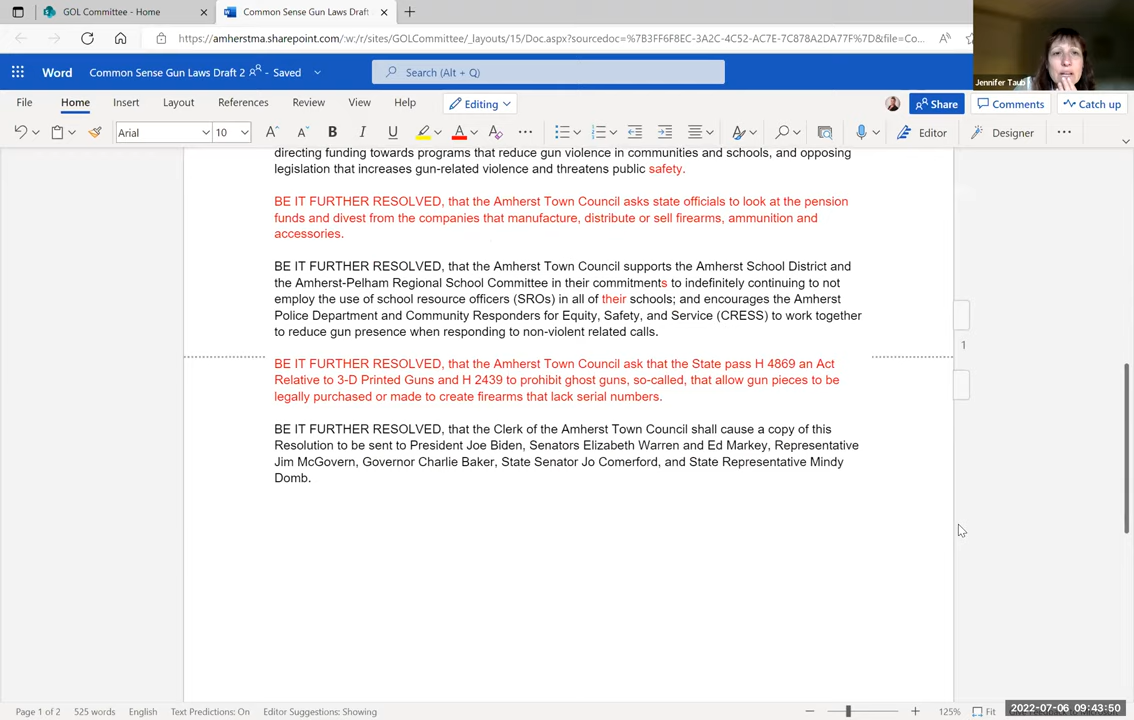 GOL Committee - Home
Common Sense Gun Laws Draft
https://amherstma.sharepoint.com/:w:/r/sites/GOLCommittee/_layouts/15/Doc.aspx?sourcedoc=%7B3FF6F8EC-3A2C-4C52-AC7E-7C878A2DA77F%7D&file=Co...
Jennifer Taub
Word
Common Sense Gun Laws Draft 2 - Saved
Search (Alt + Q)
File
Home
Insert
Layout
References
Review
View
Help
Editing
Share
Comments
Catch up
Arial
10
B
I
U
A
Editor
Designer
directing funding towards programs that reduce gun violence in communities and schools, and opposing
legislation that increases gun-related violence and threatens public safety.
BE IT FURTHER RESOLVED, that the Amherst Town Council asks state officials to look at the pension
funds and divest from the companies that manufacture, distribute or sell firearms, ammunition and
accessories.
BE IT FURTHER RESOLVED, that the Amherst Town Council supports the Amherst School District and
the Amherst-Pelham Regional School Committee in their commitments to indefinitely continuing to not
employ the use of school resource officers (SROs) in all of their schools; and encourages the Amherst
Police Department and Community Responders for Equity, Safety, and Service (CRESS) to work together
to reduce gun presence when responding to non-violent related calls.
1
BE IT FURTHER RESOLVED, that the Amherst Town Council ask that the State pass H 4869 an Act
Relative to 3-D Printed Guns and H 2439 to prohibit ghost guns, so-called, that allow gun pieces to be
legally purchased or made to create firearms that lack serial numbers.
BE IT FURTHER RESOLVED, that the Clerk of the Amherst Town Council shall cause a copy of this
Resolution to be sent to President Joe Biden, Senators Elizabeth Warren and Ed Markey, Representative
Jim McGovern, Governor Charlie Baker, State Senator Jo Comerford, and State Representative Mindy
Domb.
Page 1 of 2
525 words
English
Text Predictions: On
Editor Suggestions: Showing
125%
Fit
2022-07-06 09:43:50